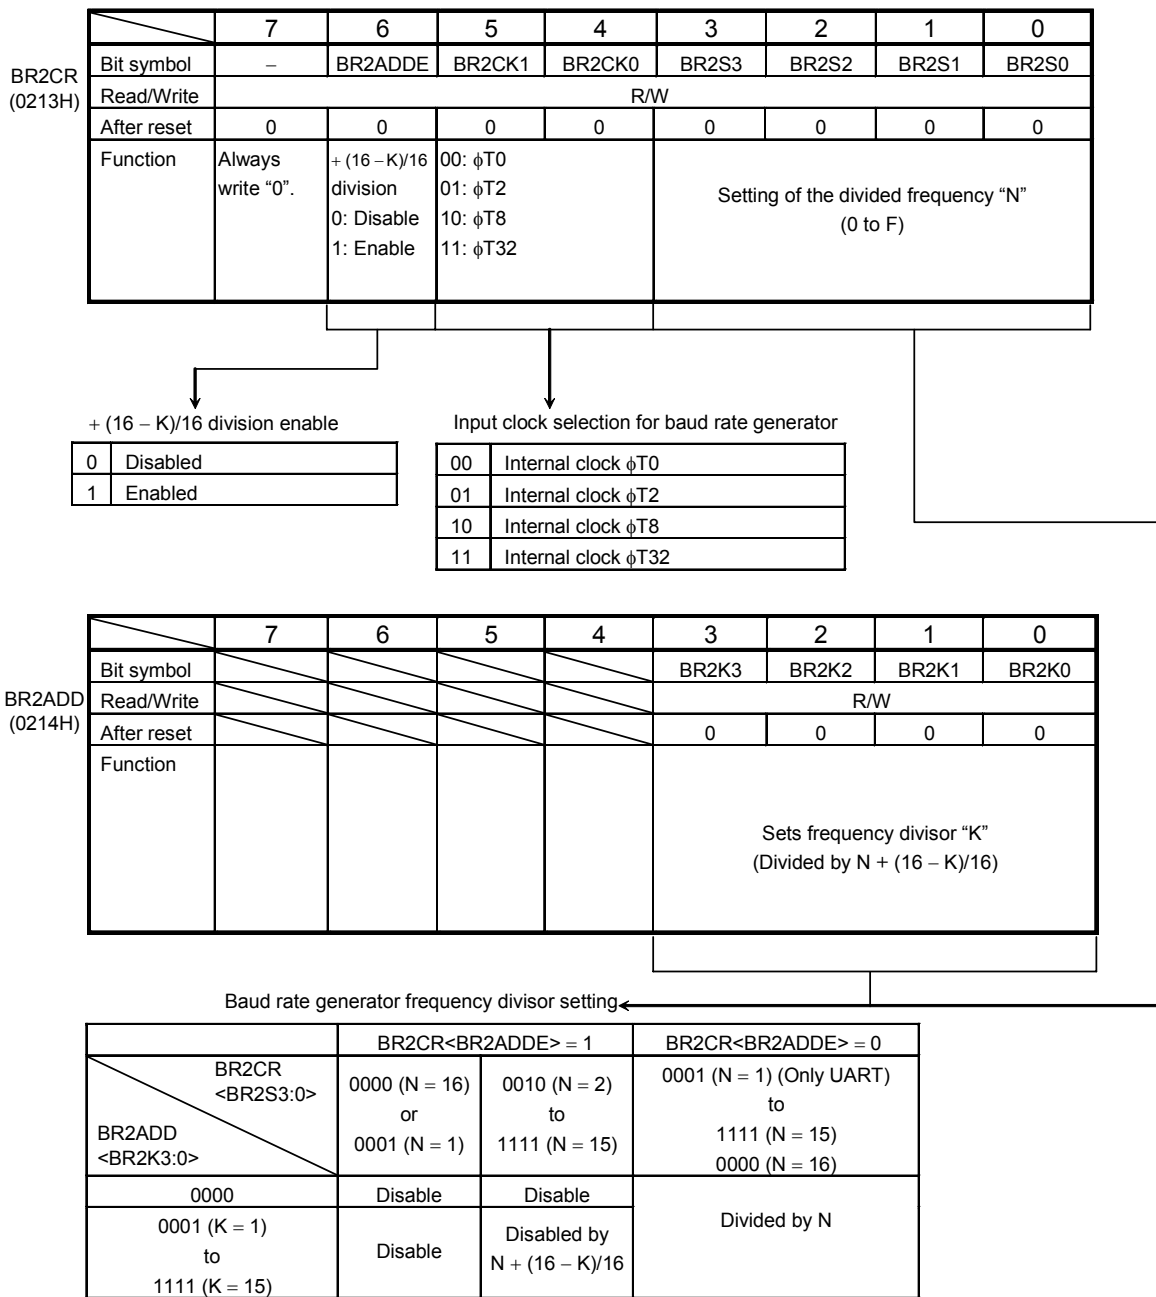 7 6 5 4 3 2 1 0
BR2CR
(0213H)
Bit symbol – BR2ADDE BR2CK1 BR2CK0 BR2S3 BR2S2 BR2S1 BR2S0
Read/Write R/W
After reset 0 0 0 0 0 0 0 0
Function Always + (16 – K)/16 00: ϕT0
write “0”. division 01: ϕT2
0: Disable 10: ϕT8
1: Enable 11: ϕT32
Setting of the divided frequency “N”
(0 to F)
+ (16 – K)/16 division enable
0 Disabled
1 Enabled
Input clock selection for baud rate generator
00 Internal clock ϕT0
01 Internal clock ϕT2
10 Internal clock ϕT8
11 Internal clock ϕT32
7 6 5 4 3 2 1 0
BR2ADD
(0214H)
Bit symbol BR2K3 BR2K2 BR2K1 BR2K0
Read/Write R/W
After reset 0 0 0 0
Function
Sets frequency divisor “K”
(Divided by N + (16 – K)/16)
Baud rate generator frequency divisor setting
BR2CR<BR2ADDE> = 1 BR2CR<BR2ADDE> = 0
BR2CR
<BR2S3:0>
BR2ADD
<BR2K3:0>
0000 (N = 16)
or
0001 (N = 1)
0010 (N = 2)
to
1111 (N = 15)
0001 (N = 1) (Only UART)
to
1111 (N = 15)
0000 (N = 16)
0000 Disable Disable
0001 (K = 1)
to
1111 (K = 15)
Disable
Disabled by
N + (16 – K)/16
Divided by N